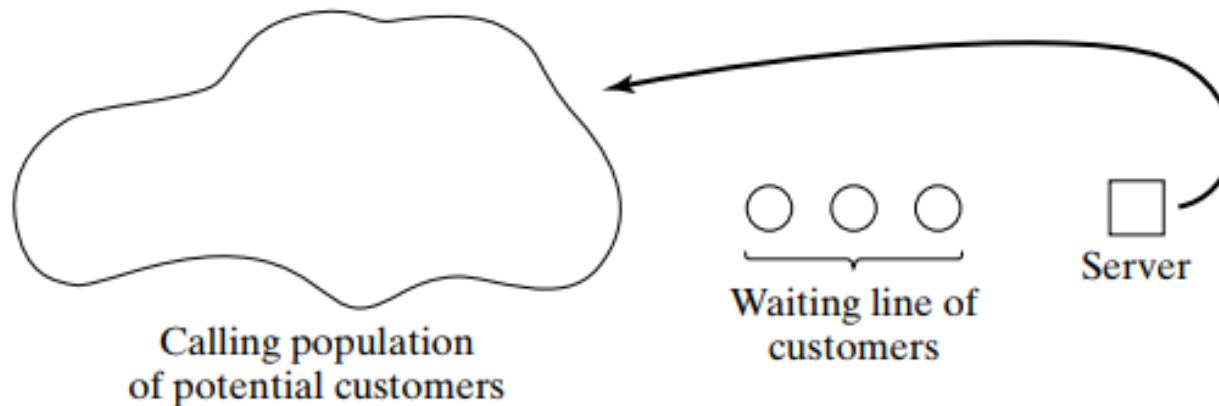 Calling population
of potential customers
Waiting line of
customers
Server